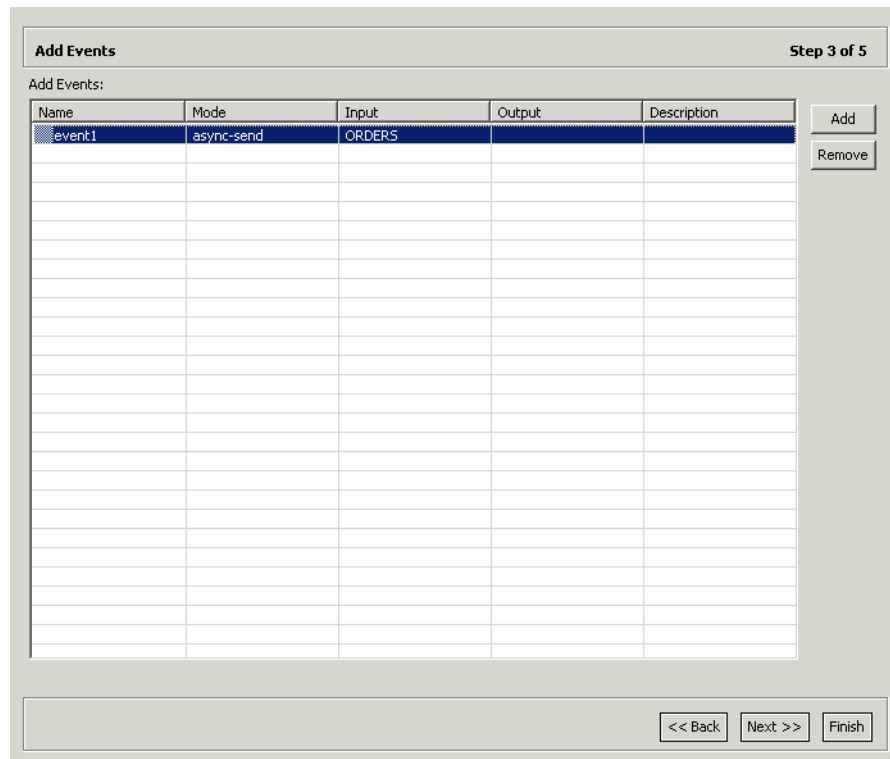 Add Events Step 3 of 5
Add Events:
Name Mode Input Output Description
event1 async-send ORDERS
Add
Remove
<< Back Next >> Finish